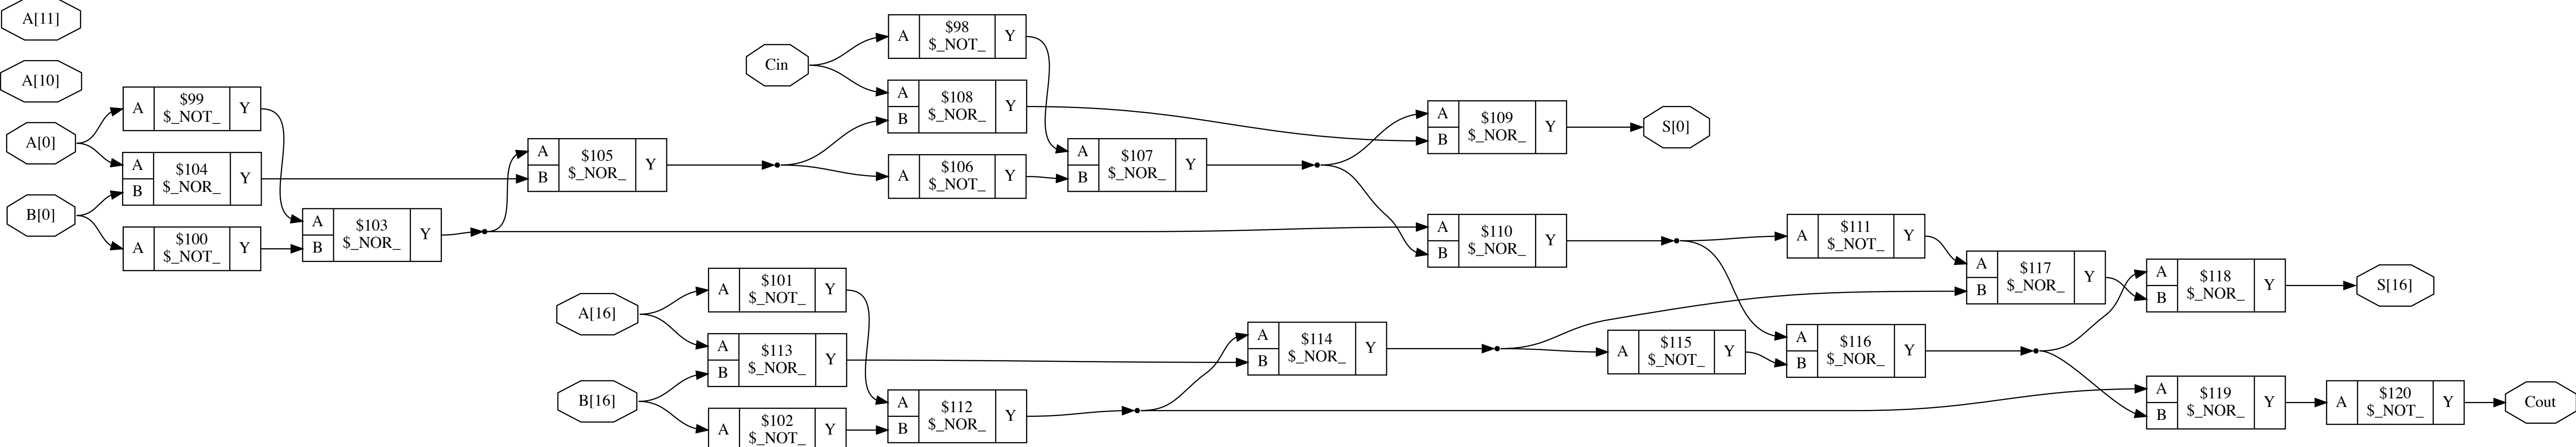 A[11]
A[10]
A[0]
B[0]
A $99 $_NOT_ Y
A B $104 $_NOR_ Y
A $100 $_NOT_ Y
A B $103 $_NOR_ Y
A B $105 $_NOR_ Y
Cin
A $98 $_NOT_ Y
A B $108 $_NOR_ Y
A $106 $_NOT_ Y
A B $107 $_NOR_ Y
A B $109 $_NOR_ Y
S[0]
A B $110 $_NOR_ Y
A $111 $_NOT_ Y
A B $117 $_NOR_ Y
A B $118 $_NOR_ Y
S[16]
A[16]
B[16]
A $101 $_NOT_ Y
A B $113 $_NOR_ Y
A $102 $_NOT_ Y
A B $112 $_NOR_ Y
A B $114 $_NOR_ Y
A $115 $_NOT_ Y
A B $116 $_NOR_ Y
A B $119 $_NOR_ Y
A $120 $_NOT_ Y
Cout